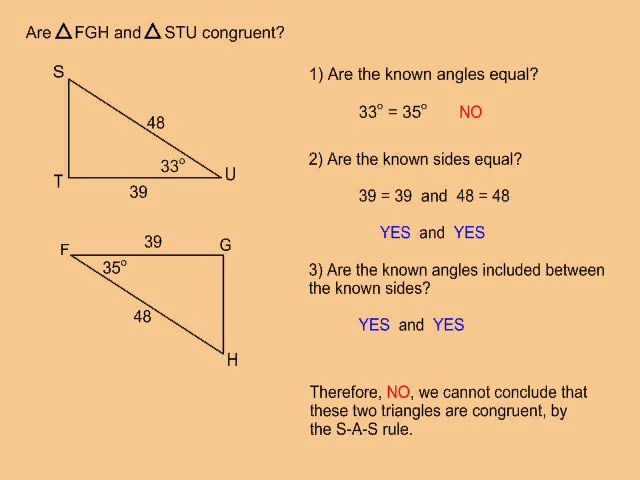 Are △ FGH and △ STU congruent?
S
48
33°
T
U
39
F
39
G
35°
48
H
1) Are the known angles equal?
33° = 35° NO
2) Are the known sides equal?
39 = 39 and 48 = 48
YES and YES
3) Are the known angles included between
the known sides?
YES and YES
Therefore, NO, we cannot conclude that
these two triangles are congruent, by
the S-A-S rule.